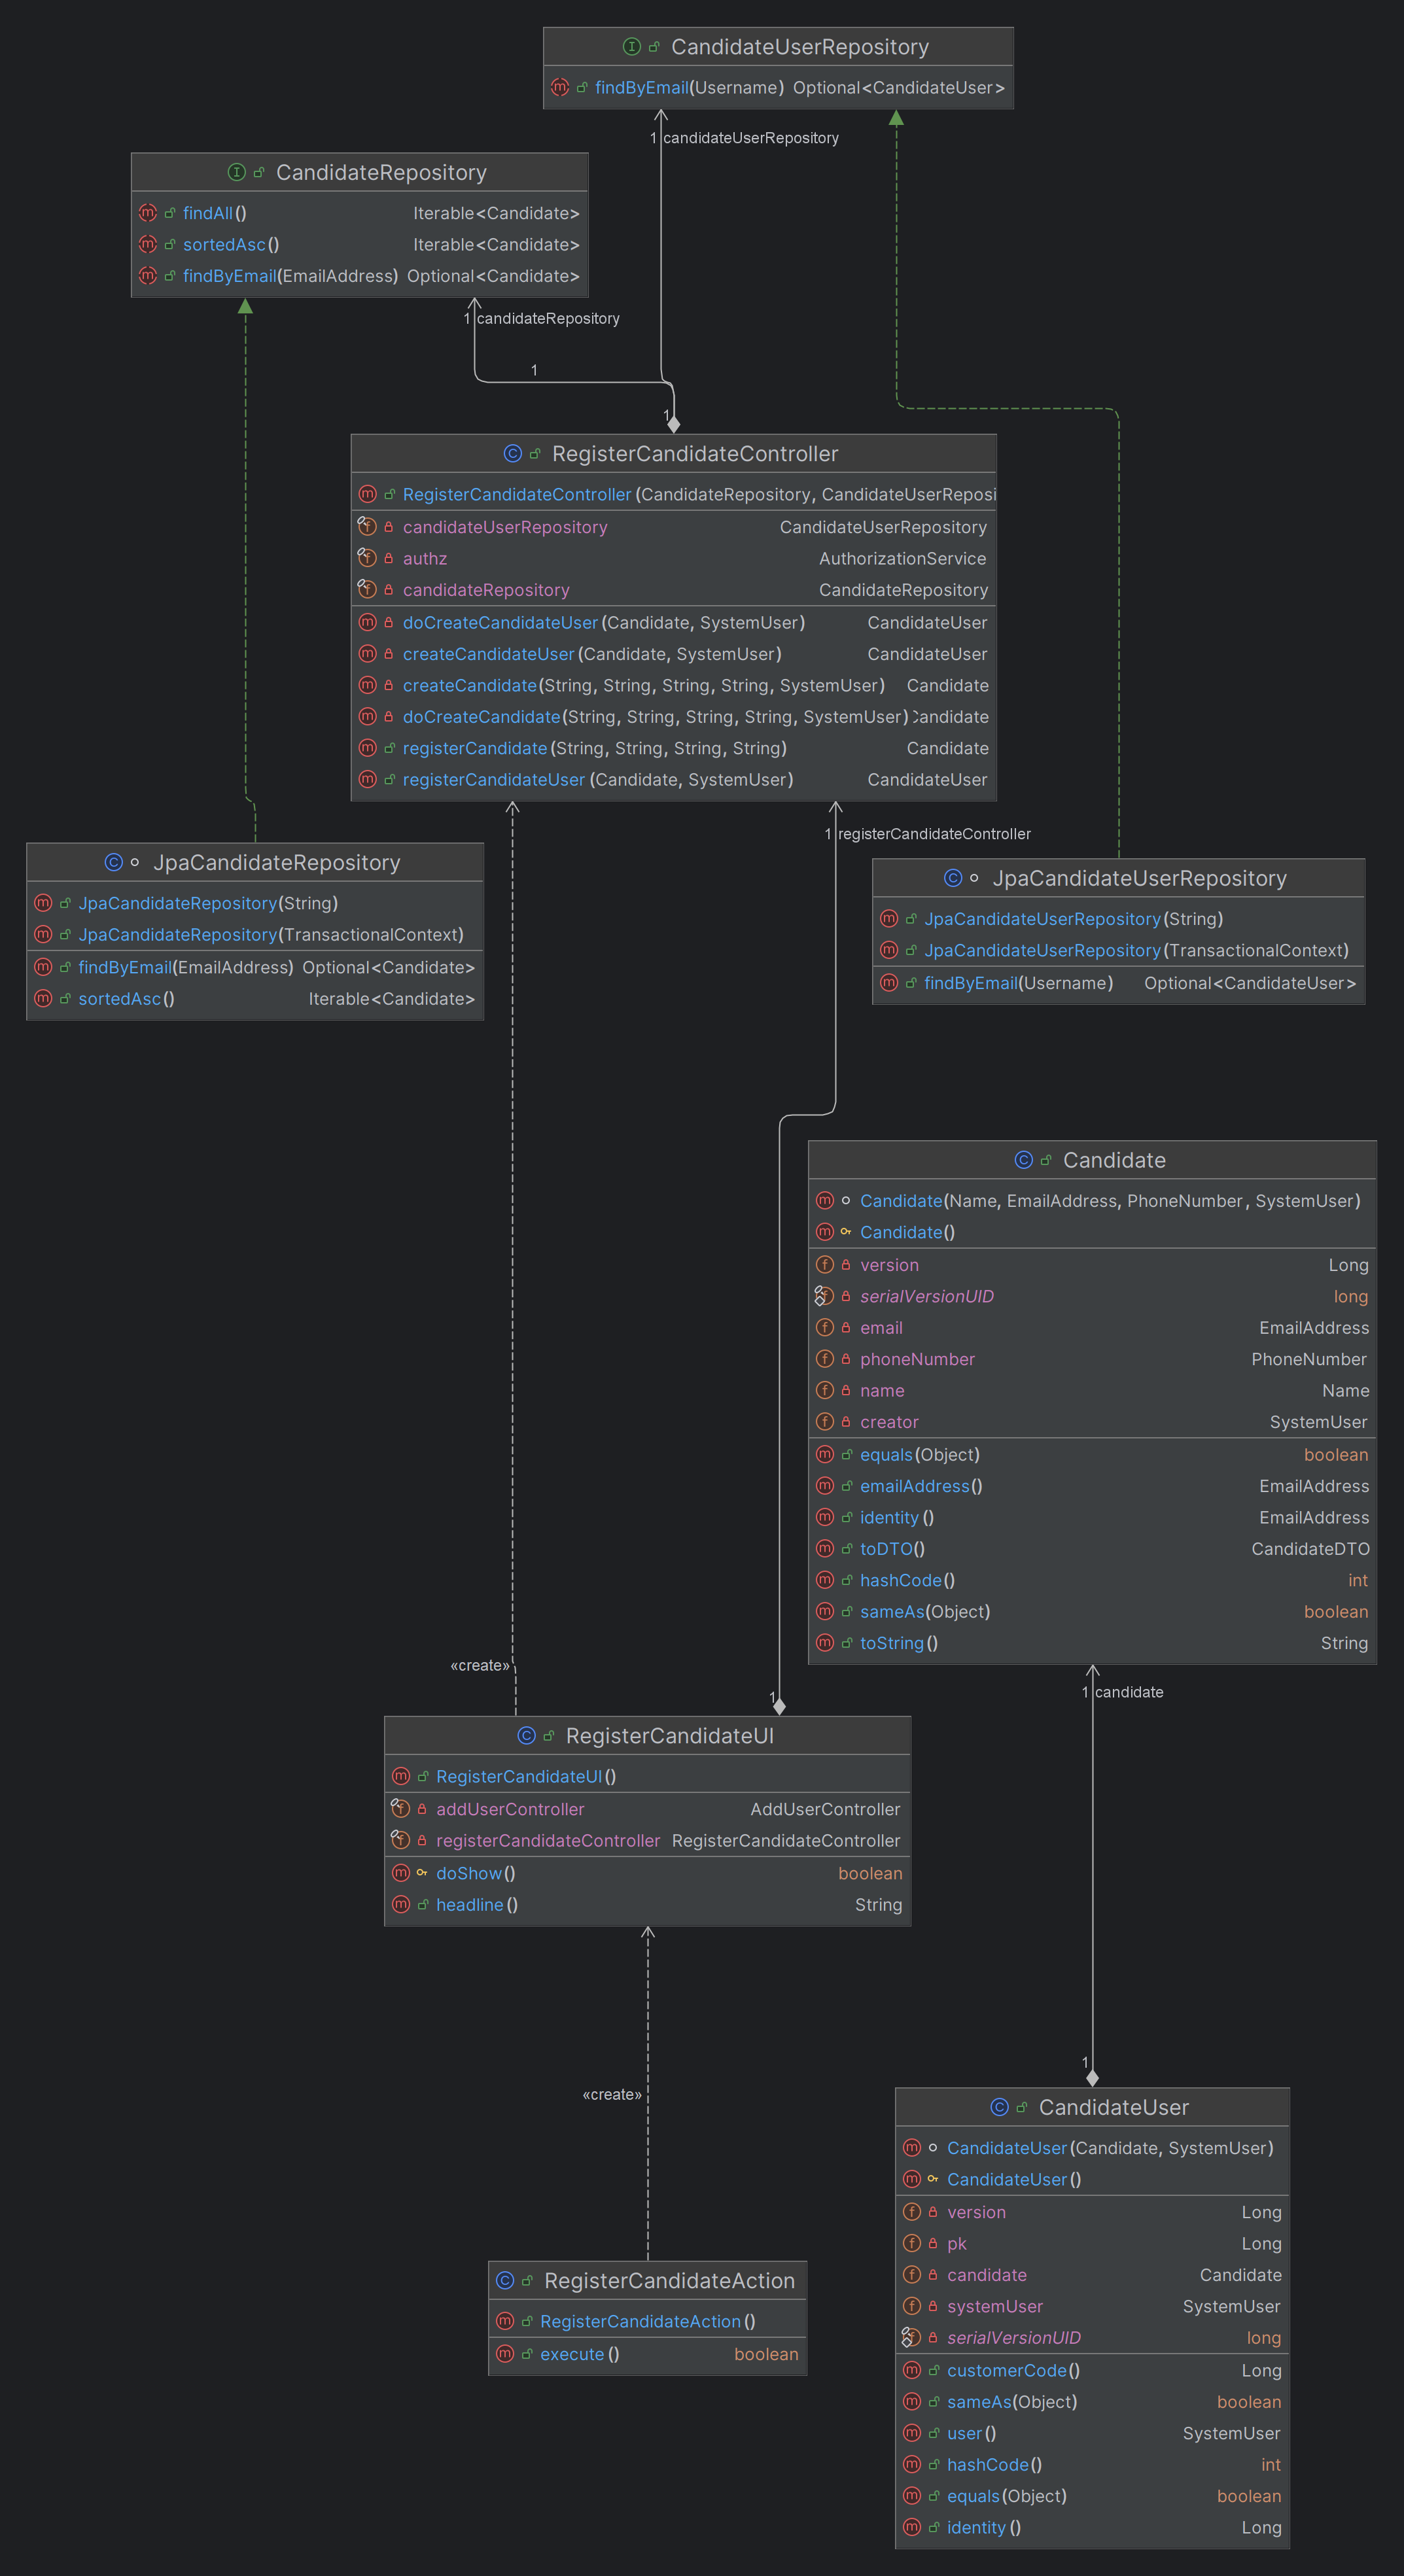 CandidateUserRepository
findByEmail(Username) Optional<CandidateUser>
1 candidateUserRepository
CandidateRepository
findAll() Iterable<Candidate>
sortedAsc() Iterable<Candidate>
findByEmail(EmailAddress) Optional<Candidate>
1 candidateRepository
1
1
RegisterCandidateController
RegisterCandidateController(CandidateRepository, CandidateUserReposi
candidateUserRepository CandidateUserRepository
authz AuthorizationService
candidateRepository CandidateRepository
doCreateCandidateUser(Candidate, SystemUser) CandidateUser
createCandidateUser(Candidate, SystemUser) CandidateUser
createCandidate(String, String, String, String, SystemUser) Candidate
doCreateCandidate(String, String, String, String, SystemUser) Candidate
registerCandidate(String, String, String, String) Candidate
registerCandidateUser(Candidate, SystemUser) CandidateUser
1 registerCandidateController
JpaCandidateRepository
JpaCandidateRepository(String)
JpaCandidateRepository(TransactionalContext)
findByEmail(EmailAddress) Optional<Candidate>
sortedAsc() Iterable<Candidate>
JpaCandidateUserRepository
JpaCandidateUserRepository(String)
JpaCandidateUserRepository(TransactionalContext)
findByEmail(Username) Optional<CandidateUser>
Candidate
Candidate(Name, EmailAddress, PhoneNumber, SystemUser)
Candidate()
version Long
serialVersionUID long
email EmailAddress
phoneNumber PhoneNumber
name Name
creator SystemUser
equals(Object) boolean
emailAddress() EmailAddress
identity() EmailAddress
toDTO() CandidateDTO
hashCode() int
sameAs(Object) boolean
toString() String
«create»
1
1 candidate
RegisterCandidateUI
RegisterCandidateUI()
addUserController AddUserController
registerCandidateController RegisterCandidateController
doShow() boolean
headline() String
«create»
1
CandidateUser
CandidateUser(Candidate, SystemUser)
CandidateUser()
version Long
pk Long
candidate Candidate
systemUser SystemUser
serialVersionUID long
customerCode() Long
sameAs(Object) boolean
user() SystemUser
hashCode() int
equals(Object) boolean
identity() Long
RegisterCandidateAction
RegisterCandidateAction()
execute() boolean